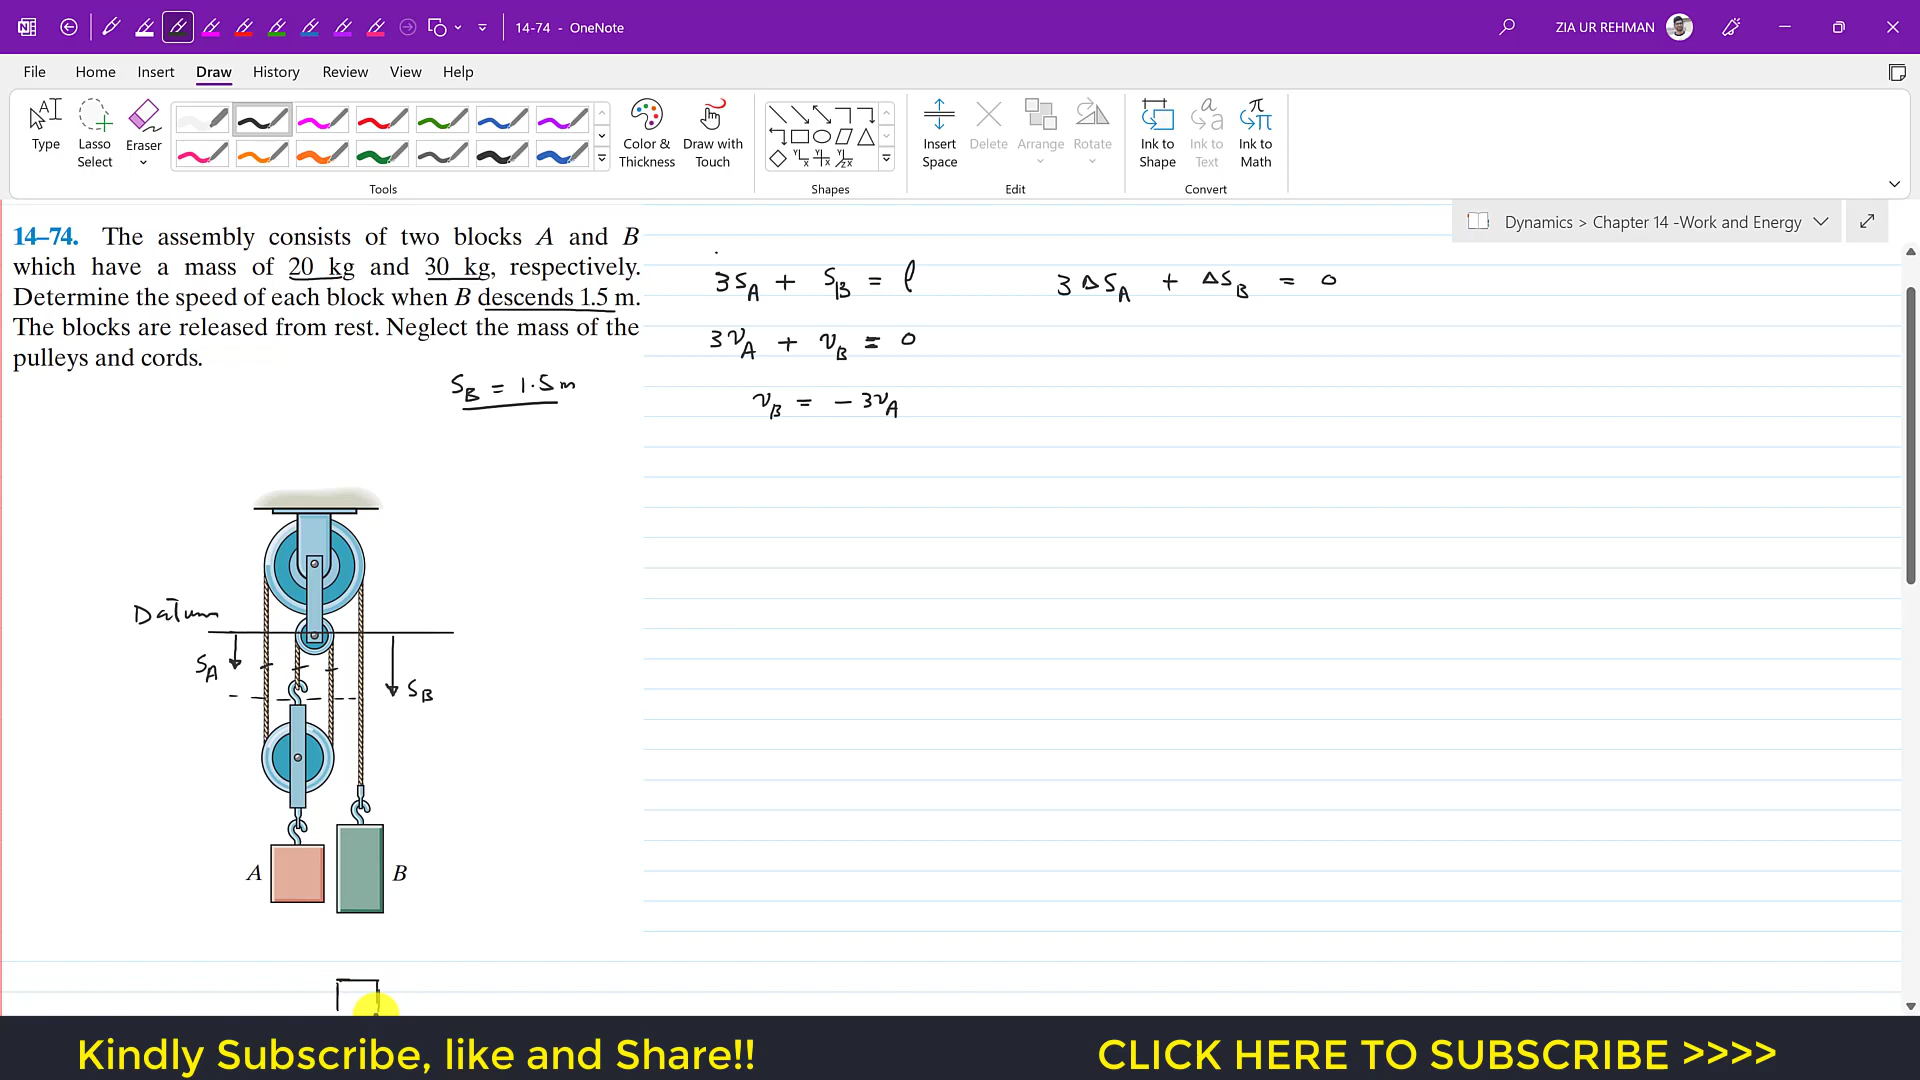 14-74 - OneNote
ZIA UR REHMAN
File Home Insert Draw History Review View Help
Type
Lasso Select
Eraser
Color & Thickness
Draw with Touch
Insert Space
Delete
Arrange
Rotate
Ink to Shape
Ink to Text
Ink to Math
Tools
Shapes
Edit
Convert
Dynamics > Chapter 14 -Work and Energy
14–74. The assembly consists of two blocks A and B
which have a mass of 20 kg and 30 kg, respectively.
Determine the speed of each block when B descends 1.5 m.
The blocks are released from rest. Neglect the mass of the
pulleys and cords.
S_B = 1.5 m
3S_A + S_B = l
3ΔS_A + ΔS_B = 0
3v_A + v_B = 0
v_B = - 3v_A
Datum
S_A
S_B
A
B
Kindly Subscribe, like and Share!!
CLICK HERE TO SUBSCRIBE >>>>